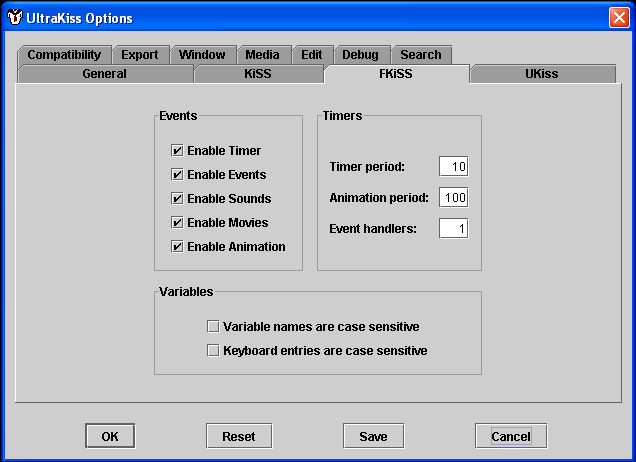 UltraKiss Options
Compatibility Export Window Media Edit Debug Search
General KiSS FKiSS UKiss
Events
Enable Timer
Enable Events
Enable Sounds
Enable Movies
Enable Animation
Timers
Timer period: 10
Animation period: 100
Event handlers: 1
Variables
Variable names are case sensitive
Keyboard entries are case sensitive
OK Reset Save Cancel